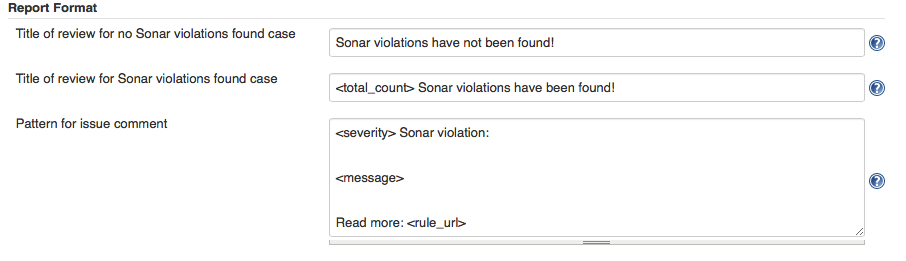 Report Format
Title of review for no Sonar violations found case
Sonar violations have not been found!
Title of review for Sonar violations found case
<total_count> Sonar violations have been found!
Pattern for issue comment
<severity> Sonar violation:
<message>
Read more: <rule_url>